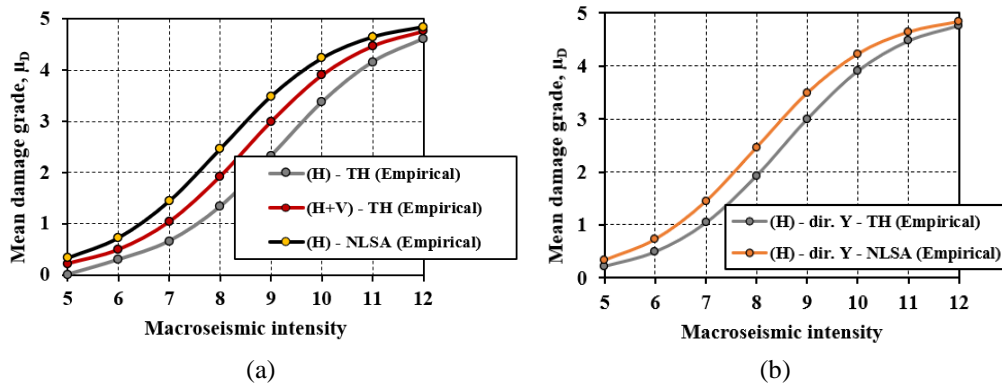 5
4
3
2
1
0
Mean damage grade, μD
5 6 7 8 9 10 11 12
Macroseismic intensity
(H) - TH (Empirical)
(H+V) - TH (Empirical)
(H) - NLSA (Empirical)
(a)
5
4
3
2
1
0
Mean damage grade, μD
5 6 7 8 9 10 11 12
Macroseismic intensity
(H) - dir. Y - TH (Empirical)
(H) - dir. Y - NLSA (Empirical)
(b)